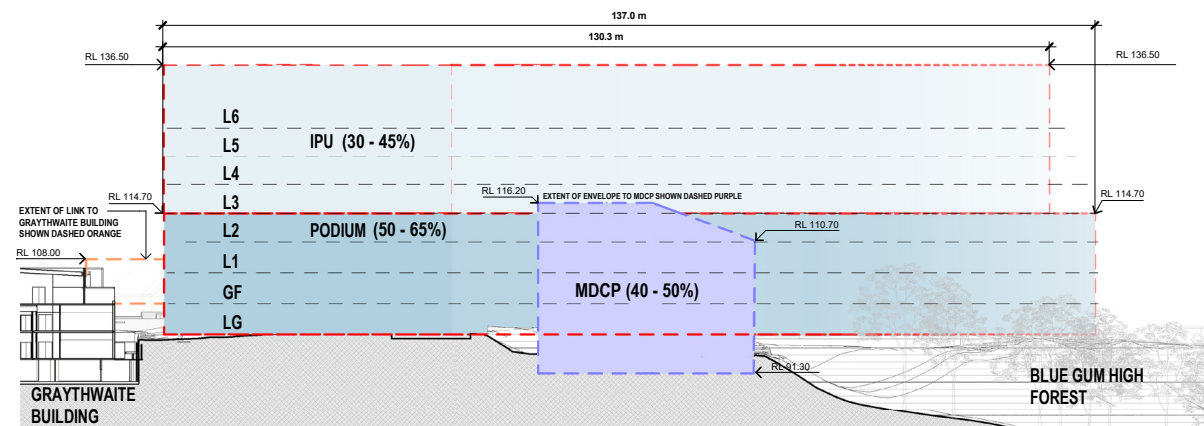 137.0 m
130.3 m
RL 136.50
RL 136.50
L6
L5
IPU (30 - 45%)
L4
L3
RL 114.70
RL 116.20
EXTENT OF ENVELOPE TO MDCP SHOWN DASHED PURPLE
RL 114.70
EXTENT OF LINK TO
GRAYTHWAITE BUILDING
SHOWN DASHED ORANGE
L2
PODIUM (50 - 65%)
RL 110.70
RL 108.00
L1
GF
MDCP (40 - 50%)
LG
RL 91.30
GRAYTHWAITE
BUILDING
BLUE GUM HIGH
FOREST